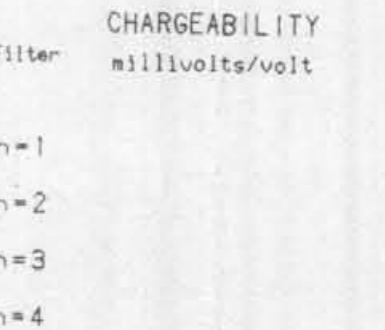 CHARGEABILITY
filter
millivolts/volt
n=1
n=2
n=3
n=4